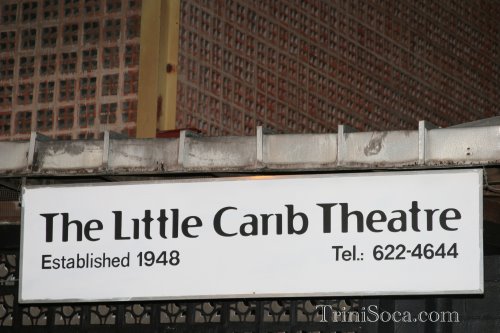 The Little Carib Theatre
Established 1948
Tel.: 622-4644
TriniSoca.com